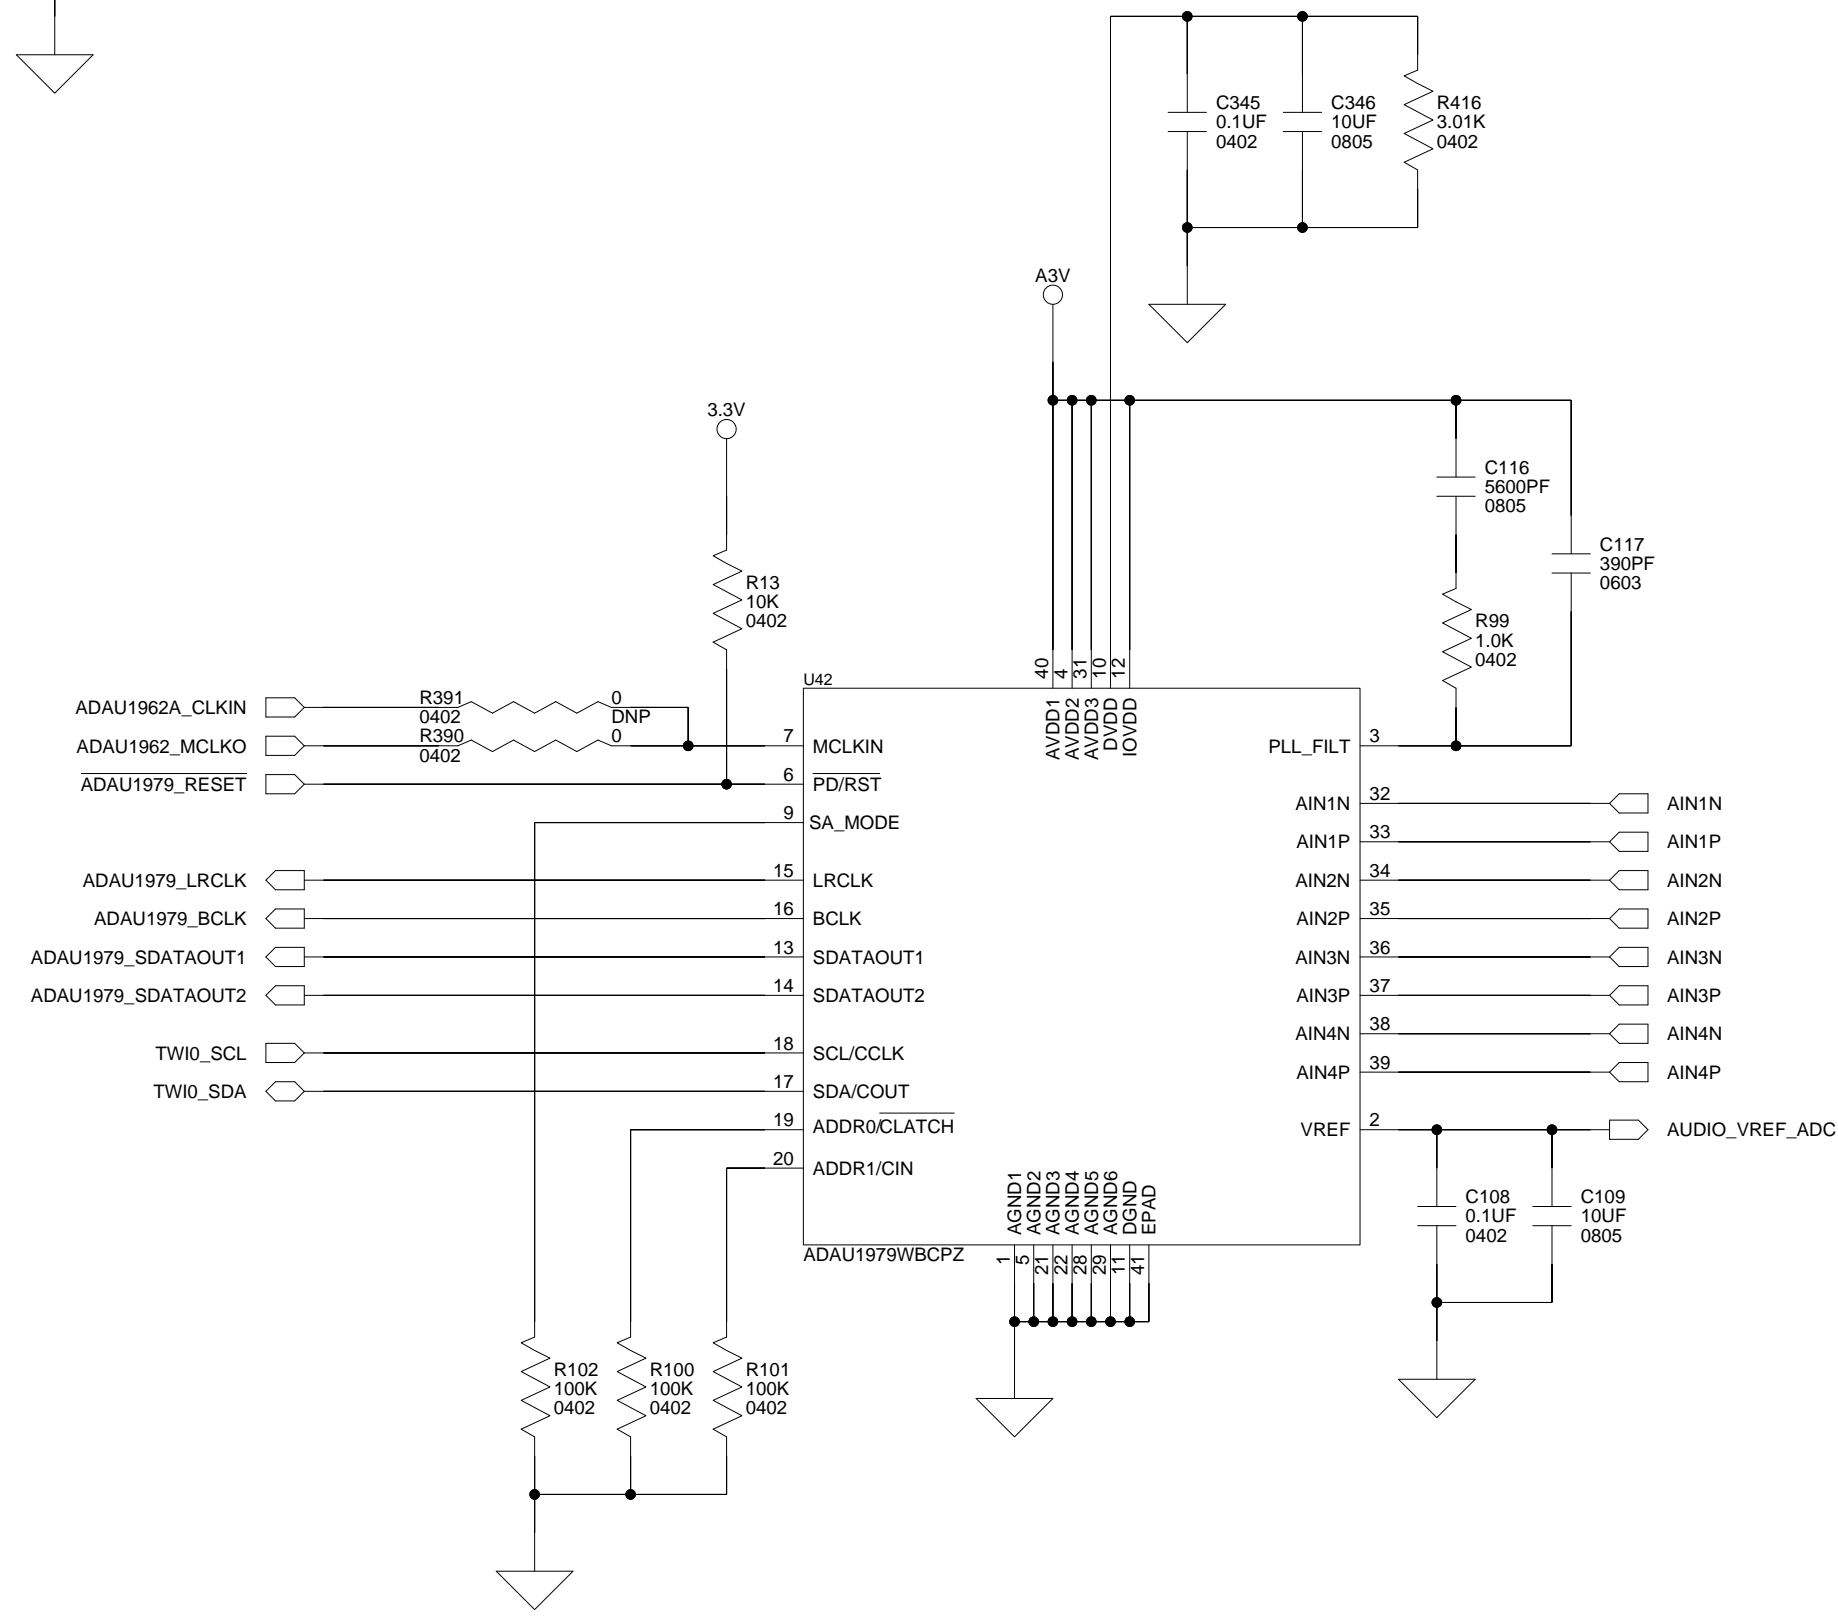 C345
0.1UF
0402
C346
10UF
0805
R416
3.01K
0402
A3V
3.3V
C116
5600PF
0805
C117
390PF
0603
R13
10K
0402
R99
1.0K
0402
40
4
31
10
12
U42
ADAU1962A_CLKIN
R391
0402
0
DNP
ADAU1962_MCLKO
R390
0402
0
7
MCLKIN
AVDD1
AVDD2
AVDD3
DVDD
IOVDD
PLL_FILT
3
ADAU1979_RESET
6
PD/RST
9
SA_MODE
AIN1N
32
AIN1N
AIN1P
33
AIN1P
ADAU1979_LRCLK
15
LRCLK
AIN2N
34
AIN2N
ADAU1979_BCLK
16
BCLK
AIN2P
35
AIN2P
ADAU1979_SDATAOUT1
13
SDATAOUT1
AIN3N
36
AIN3N
ADAU1979_SDATAOUT2
14
SDATAOUT2
AIN3P
37
AIN3P
AIN4N
38
AIN4N
TWI0_SCL
18
SCL/CCLK
AIN4P
39
AIN4P
TWI0_SDA
17
SDA/COUT
19
ADDR0/CLATCH
VREF
2
AUDIO_VREF_ADC
20
ADDR1/CIN
AGND1
AGND2
AGND3
AGND4
AGND5
AGND6
DGND
EPAD
C108
0.1UF
0402
C109
10UF
0805
ADAU1979WBCPZ
1
5
21
22
28
29
11
41
R102
100K
0402
R100
100K
0402
R101
100K
0402